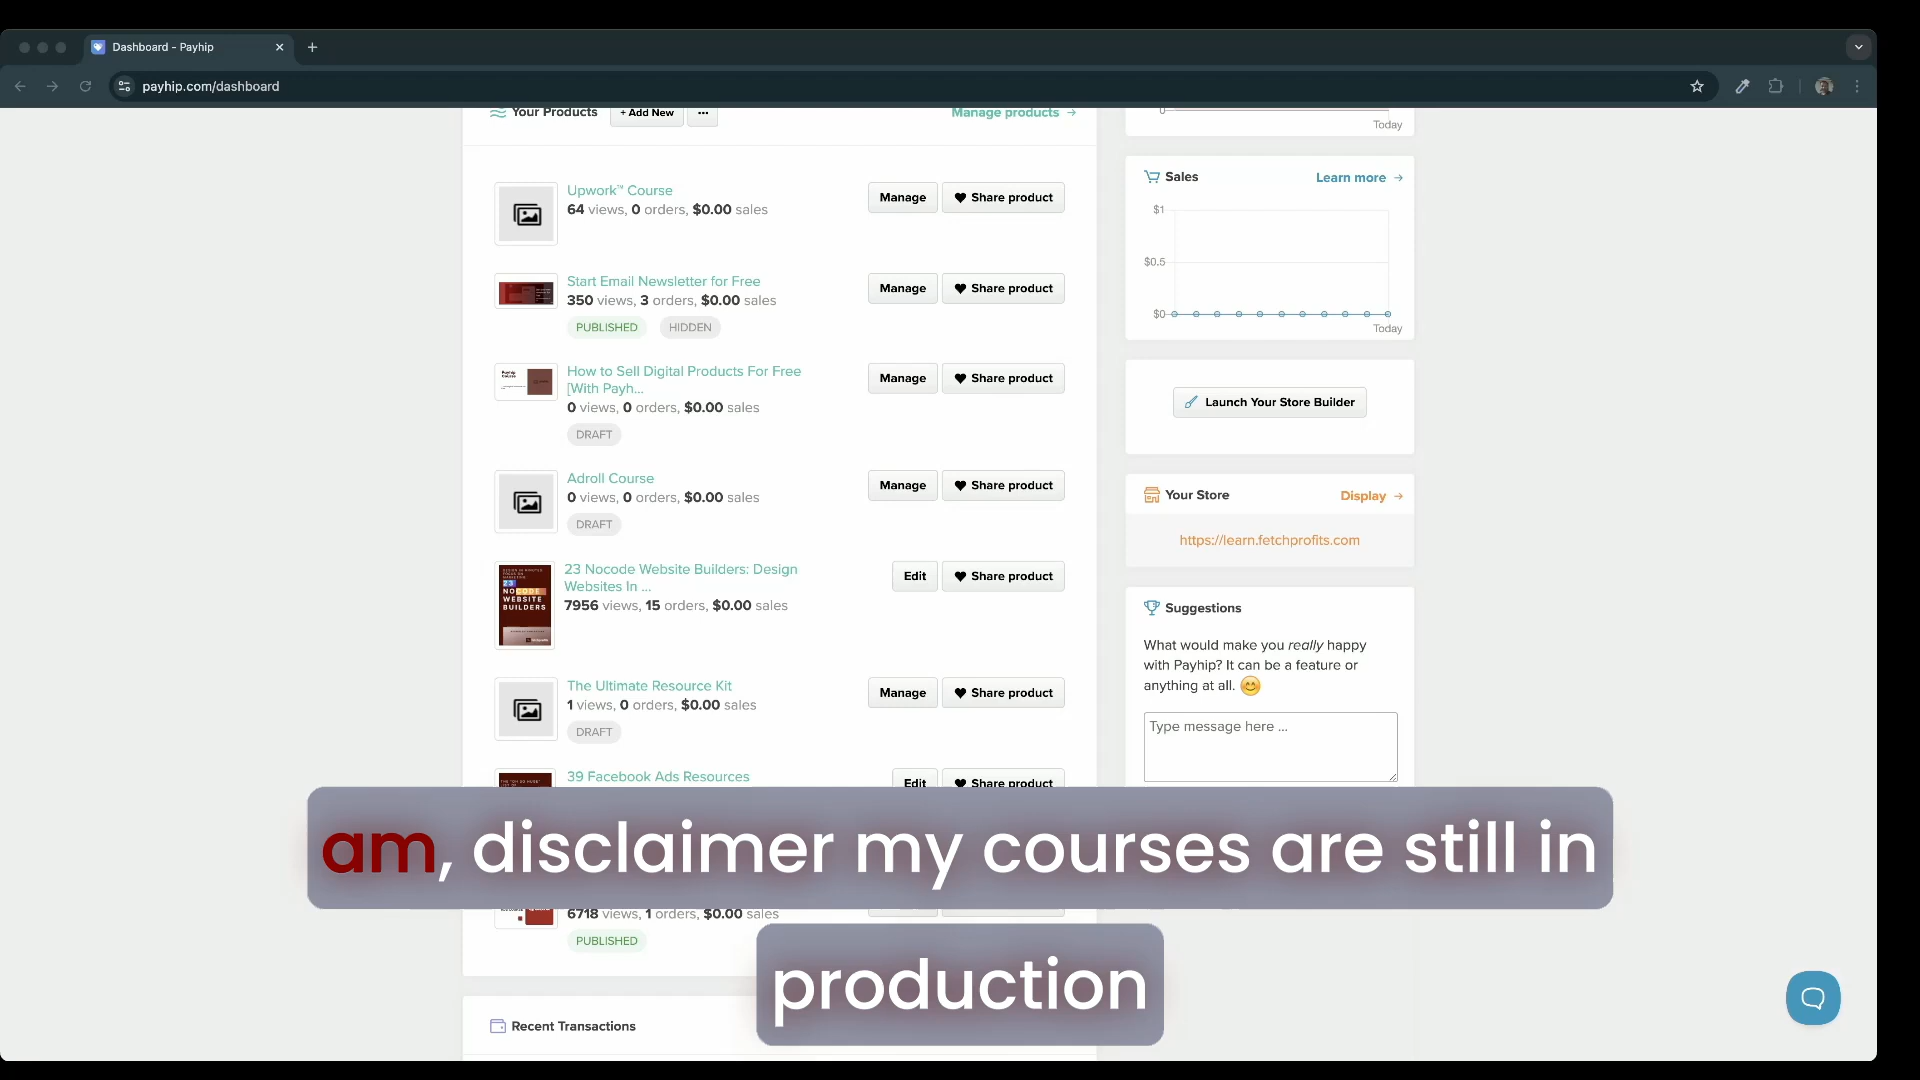 Dashboard - Payhip
payhip.com/dashboard
Your Products
+ Add New
...
Manage products →
Upwork™ Course
64 views, 0 orders, $0.00 sales
Manage
Share product
Start Email Newsletter for Free
350 views, 3 orders, $0.00 sales
PUBLISHED
HIDDEN
Manage
Share product
How to Sell Digital Products For Free
[With Payh...
0 views, 0 orders, $0.00 sales
DRAFT
Manage
Share product
Adroll Course
0 views, 0 orders, $0.00 sales
DRAFT
Manage
Share product
23 NOCODE WEBSITE BUILDERS
23 Nocode Website Builders: Design
Websites In ...
7956 views, 15 orders, $0.00 sales
Edit
Share product
The Ultimate Resource Kit
1 views, 0 orders, $0.00 sales
DRAFT
Manage
Share product
39 Facebook Ads Resources
Edit
Share product
6718 views, 1 orders, $0.00 sales
PUBLISHED
Recent Transactions
0
Today
Sales
Learn more →
$1
$0.5
$0
Today
Launch Your Store Builder
Your Store
Display →
https://learn.fetchprofits.com
Suggestions
What would make you really happy
with Payhip? It can be a feature or
anything at all. 😊
Type message here ...
am, disclaimer my courses are still in
production